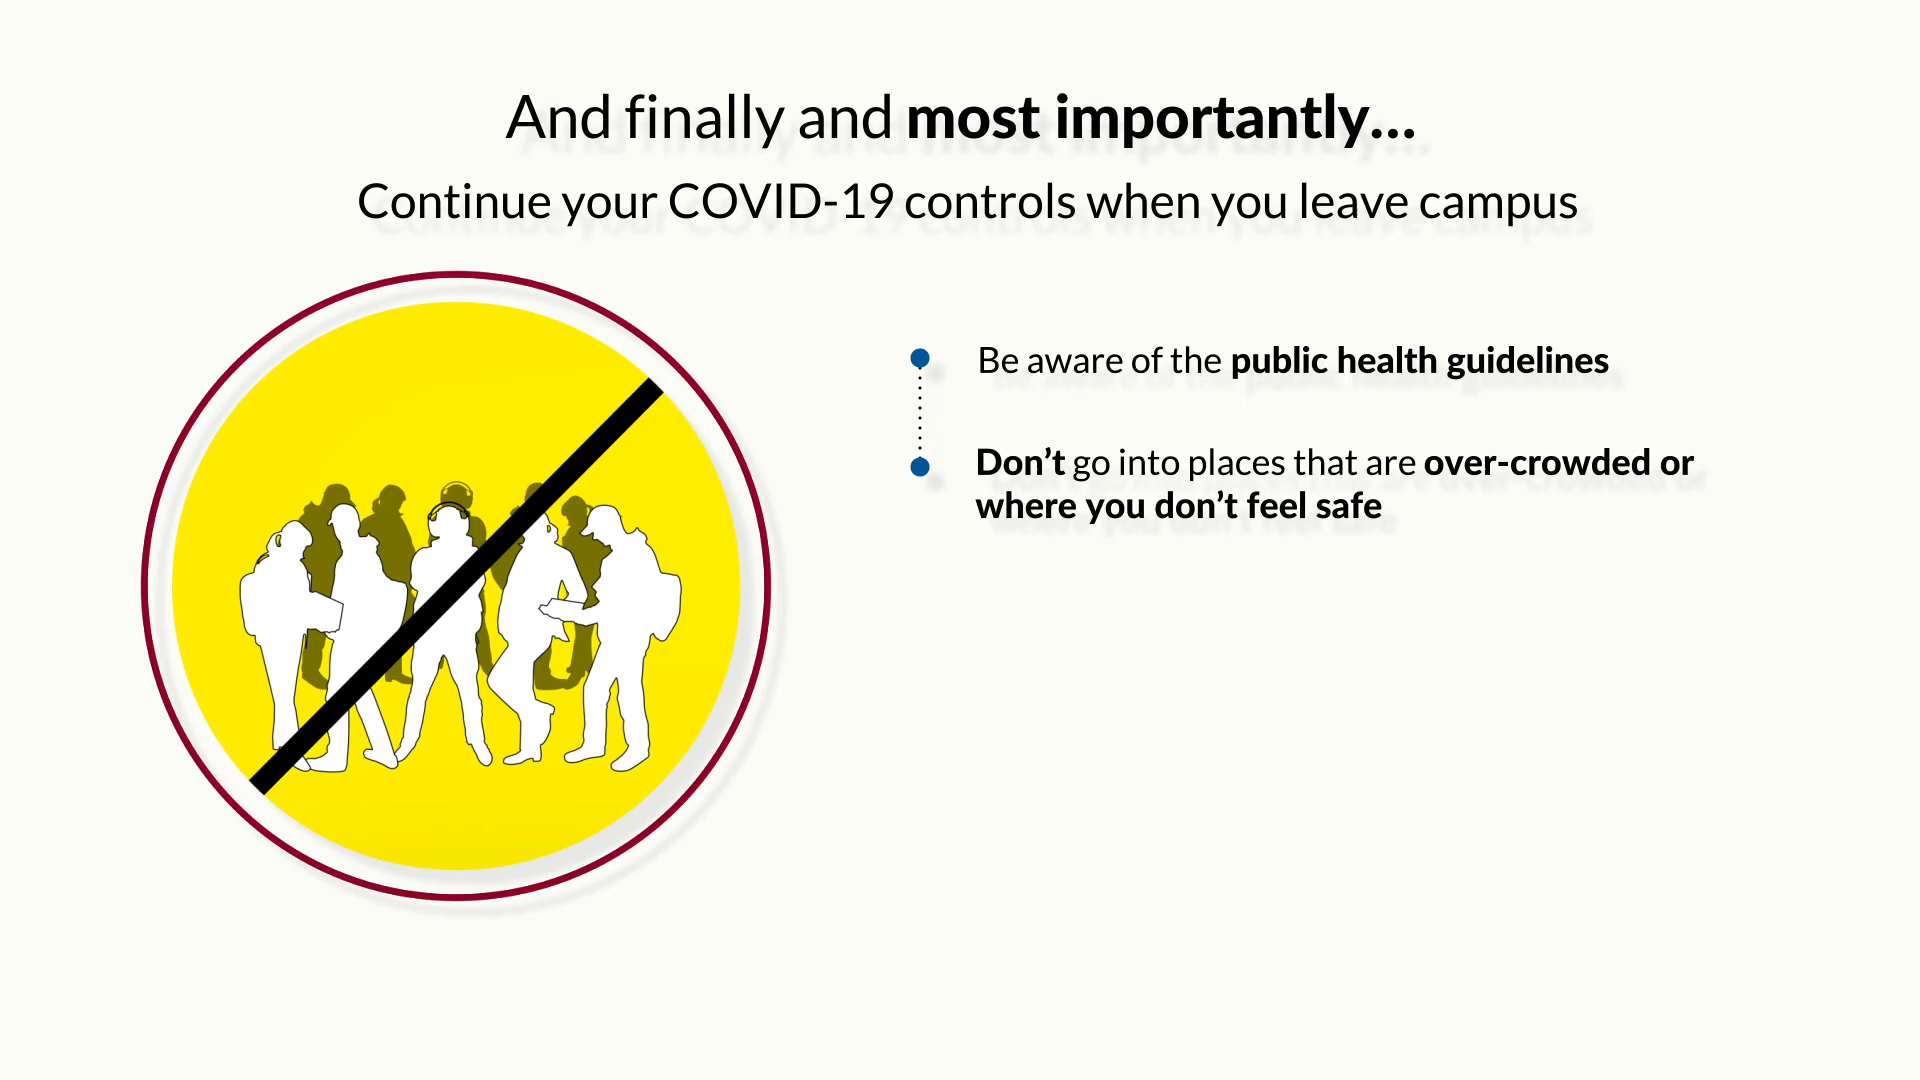 And finally and most importantly...
Continue your COVID-19 controls when you leave campus
Be aware of the public health guidelines
Don’t go into places that are over-crowded or
where you don’t feel safe